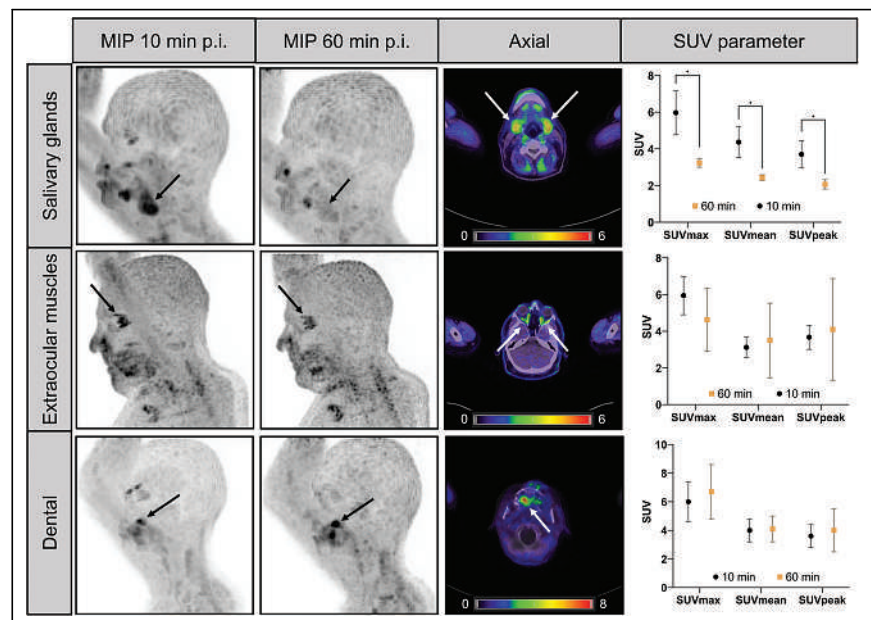 MIP 10 min p.i.
MIP 60 min p.i.
Axial
SUV parameter
Salivary glands
0 6
8
6
4
2
0
SUV
*
*
*
60 min
10 min
SUVmax
SUVmean
SUVpeak
Extraocular muscles
0 6
8
6
4
2
0
SUV
60 min
10 min
SUVmax
SUVmean
SUVpeak
Dental
0 8
10
8
6
4
2
0
SUV
10 min
60 min
SUVmax
SUVmean
SUVpeak